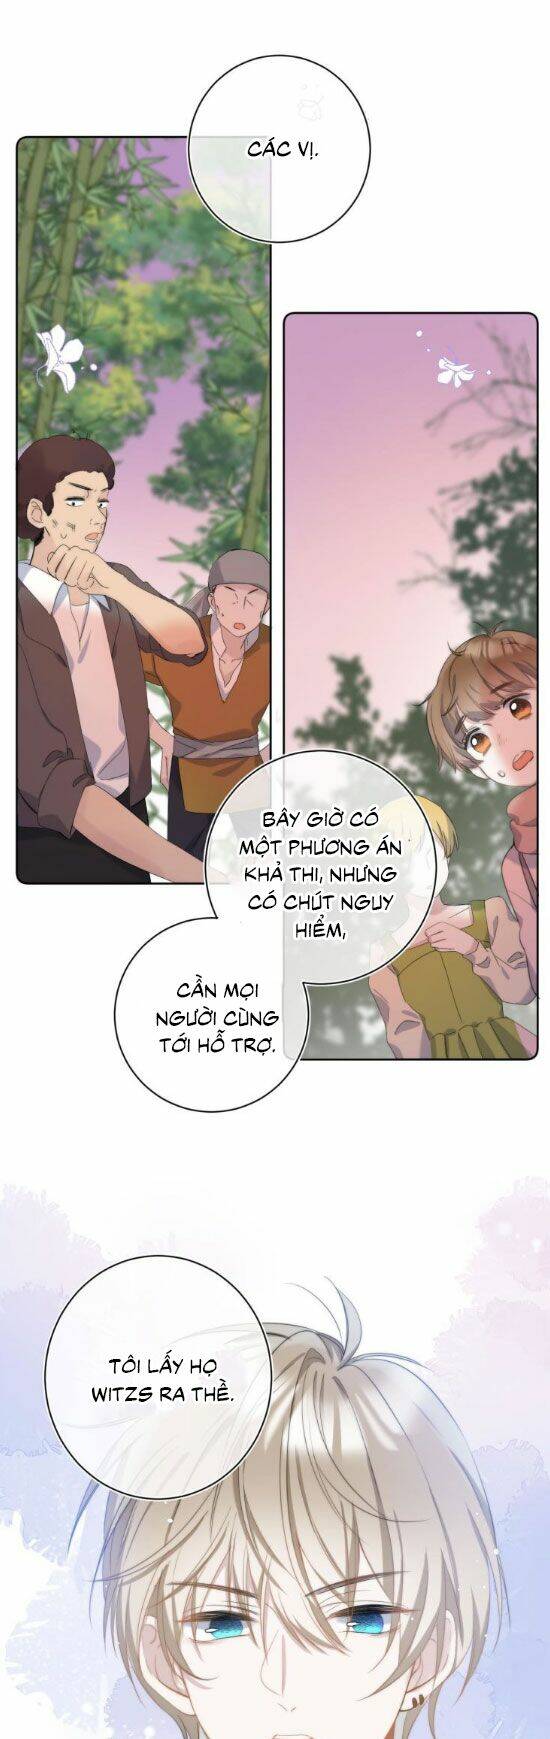 CÁC VỊ.
BÂY GIỜ CÓ
MỘT PHƯƠNG ÁN
KHẢ THI, NHƯNG
CÓ CHÚT NGUY
HIỂM,
CẦN MỌI
NGƯỜI CÙNG
TỚI HỖ TRỢ.
TÔI LẤY HỌ
WITZS RA THỀ.